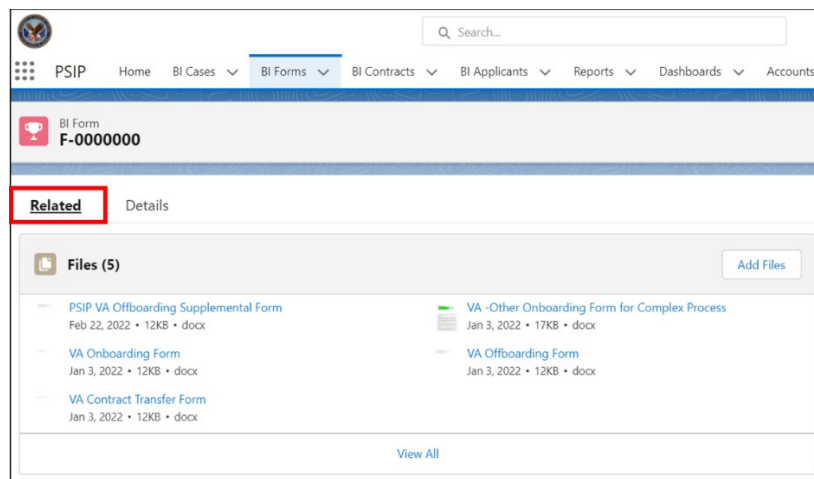 Search...
PSIP Home BI Cases BI Forms BI Contracts BI Applicants Reports Dashboards Accounts
BI Form
F-0000000
Related Details
Files (5) Add Files
PSIP VA Offboarding Supplemental Form
Feb 22, 2022 • 12KB • docx
VA -Other Onboarding Form for Complex Process
Jan 3, 2022 • 17KB • docx
VA Onboarding Form
Jan 3, 2022 • 12KB • docx
VA Offboarding Form
Jan 3, 2022 • 12KB • docx
VA Contract Transfer Form
Jan 3, 2022 • 12KB • docx
View All